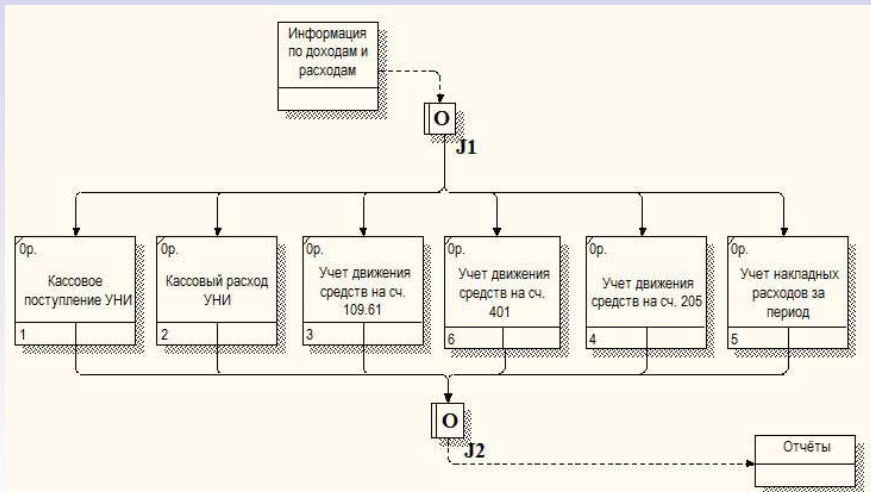 Информация
по доходам и
расходам
O
J1
0р.
Кассовое
поступление УНИ
1
0р.
Кассовый расход
УНИ
2
0р.
Учет движения
средств на сч.
109.61
3
0р.
Учет движения
средств на сч.
401
6
0р.
Учет движения
средств на сч. 205
4
0р.
Учет накладных
расходов за
период
5
O
J2
Отчёты